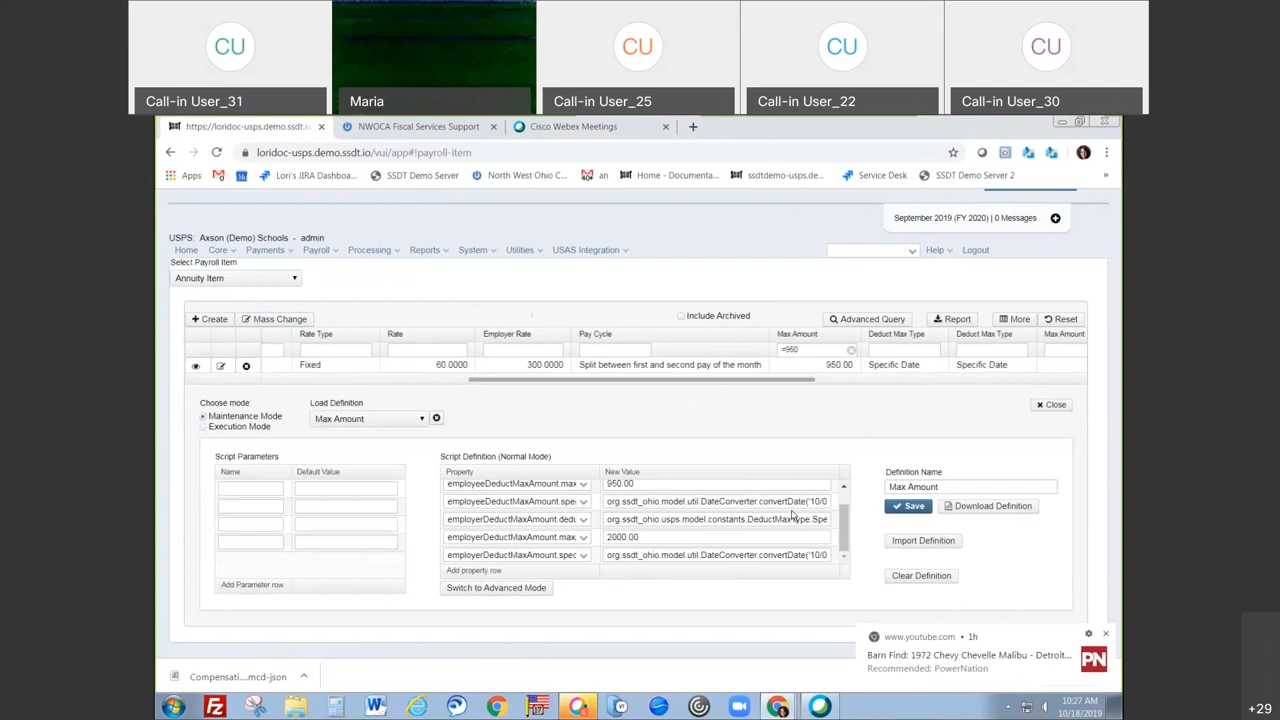 CU
CU
CU
CU
Call-in User_31
Maria
Call-in User_25
Call-in User_22
Call-in User_30
https://loridoc-usps.demo.ssdt.io/
NWOCA Fiscal Services Support
Cisco Webex Meetings
loridoc-usps.demo.ssdt.io/vui/app#!payroll-item
Apps
Lori's JIRA Dashboa...
SSDT Demo Server
North West Ohio C...
an
Home - Documenta...
ssdtdemo-usps.de...
Service Desk
SSDT Demo Server 2
September 2019 (FY 2020) | 0 Messages
USPS: Axson (Demo) Schools - admin
Home Core Payments Payroll Processing Reports System Utilities USAS Integration Help Logout
Select Payroll Item
Annuity Item
Create
Mass Change
Include Archived
Advanced Query
Report
More
Reset
Rate Type Rate Employer Rate Pay Cycle Max Amount Deduct Max Type Deduct Max Type Max Amount
=950
Fixed 60.0000 300.0000 Split between first and second pay of the month 950.00 Specific Date Specific Date
Choose mode: Load Definition
Close
Maintenance Mode
Execution Mode
Max Amount
Script Parameters
Name Default Value
Add Parameter row
Script Definition (Normal Mode)
Property New Value
employeeDeductMaxAmount.max 950.00
employeeDeductMaxAmount.spec org.ssdt_ohio.model.util.DateConverter.convertDate('10/0
employerDeductMaxAmount.dedu org.ssdt_ohio.usps.model.constants.DeductMaxType.Spe
employerDeductMaxAmount.max. 2000.00
employerDeductMaxAmount.spec org.ssdt_ohio.model.util.DateConverter.convertDate('10/0
Add property row
Switch to Advanced Mode
Definition Name
Max Amount
Save
Download Definition
Import Definition
Clear Definition
www.youtube.com • 1h
Barn Find: 1972 Chevy Chevelle Malibu - Detroit...
Recommended: PowerNation
PN
Compensati....mcd-json
10:27 AM
10/18/2019
+29